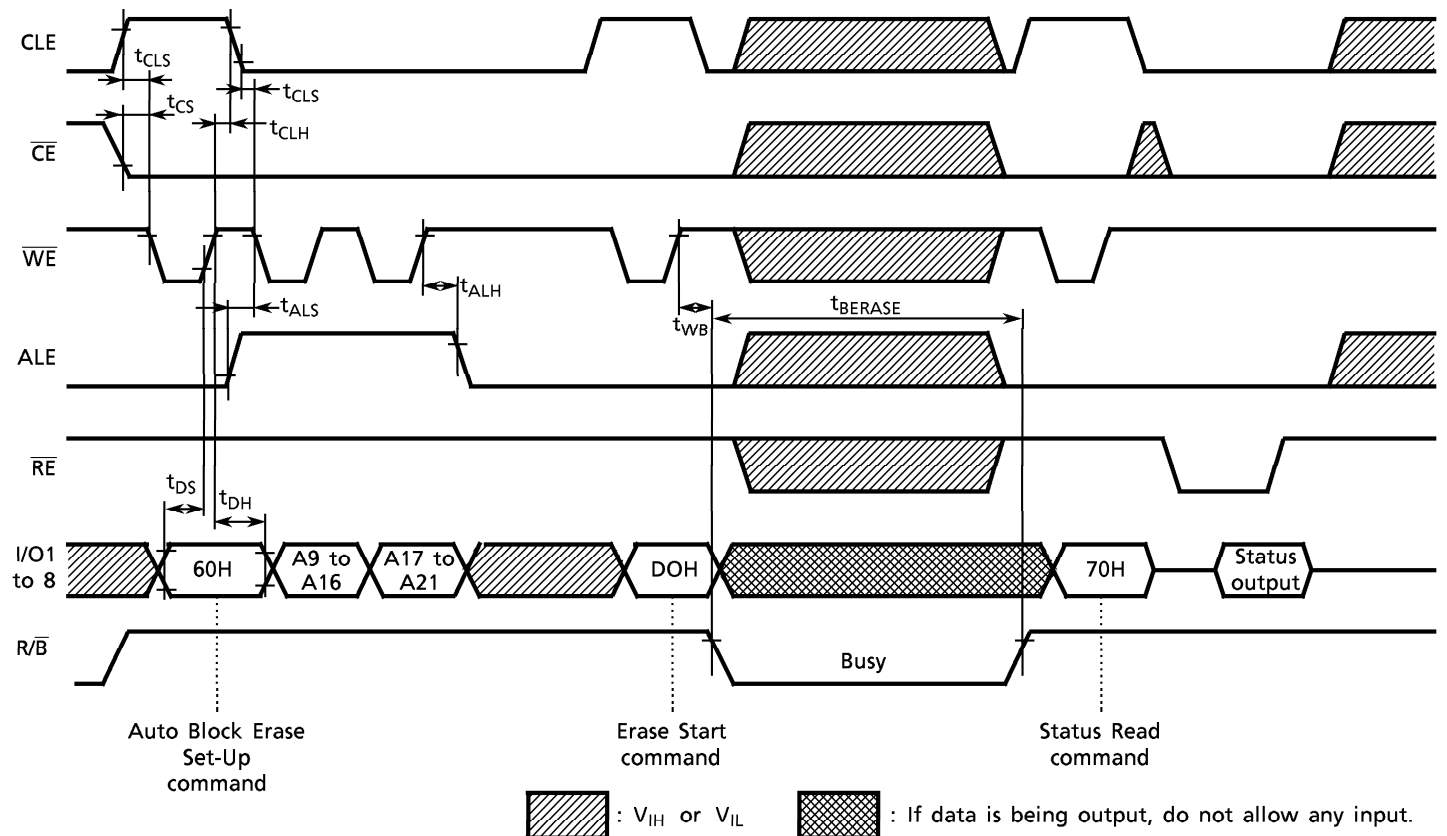 CLE
tCLS
tCS
tCLS
tCLH
CE
WE
tALS
tALH
tWB
tBERASE
ALE
RE
tDS
tDH
I/O1
to 8
60H
A9 to
A16
A17 to
A21
DOH
70H
Status
output
R/B
Busy
Auto Block Erase
Set-Up
command
Erase Start
command
Status Read
command
: VIH or VIL
: If data is being output, do not allow any input.